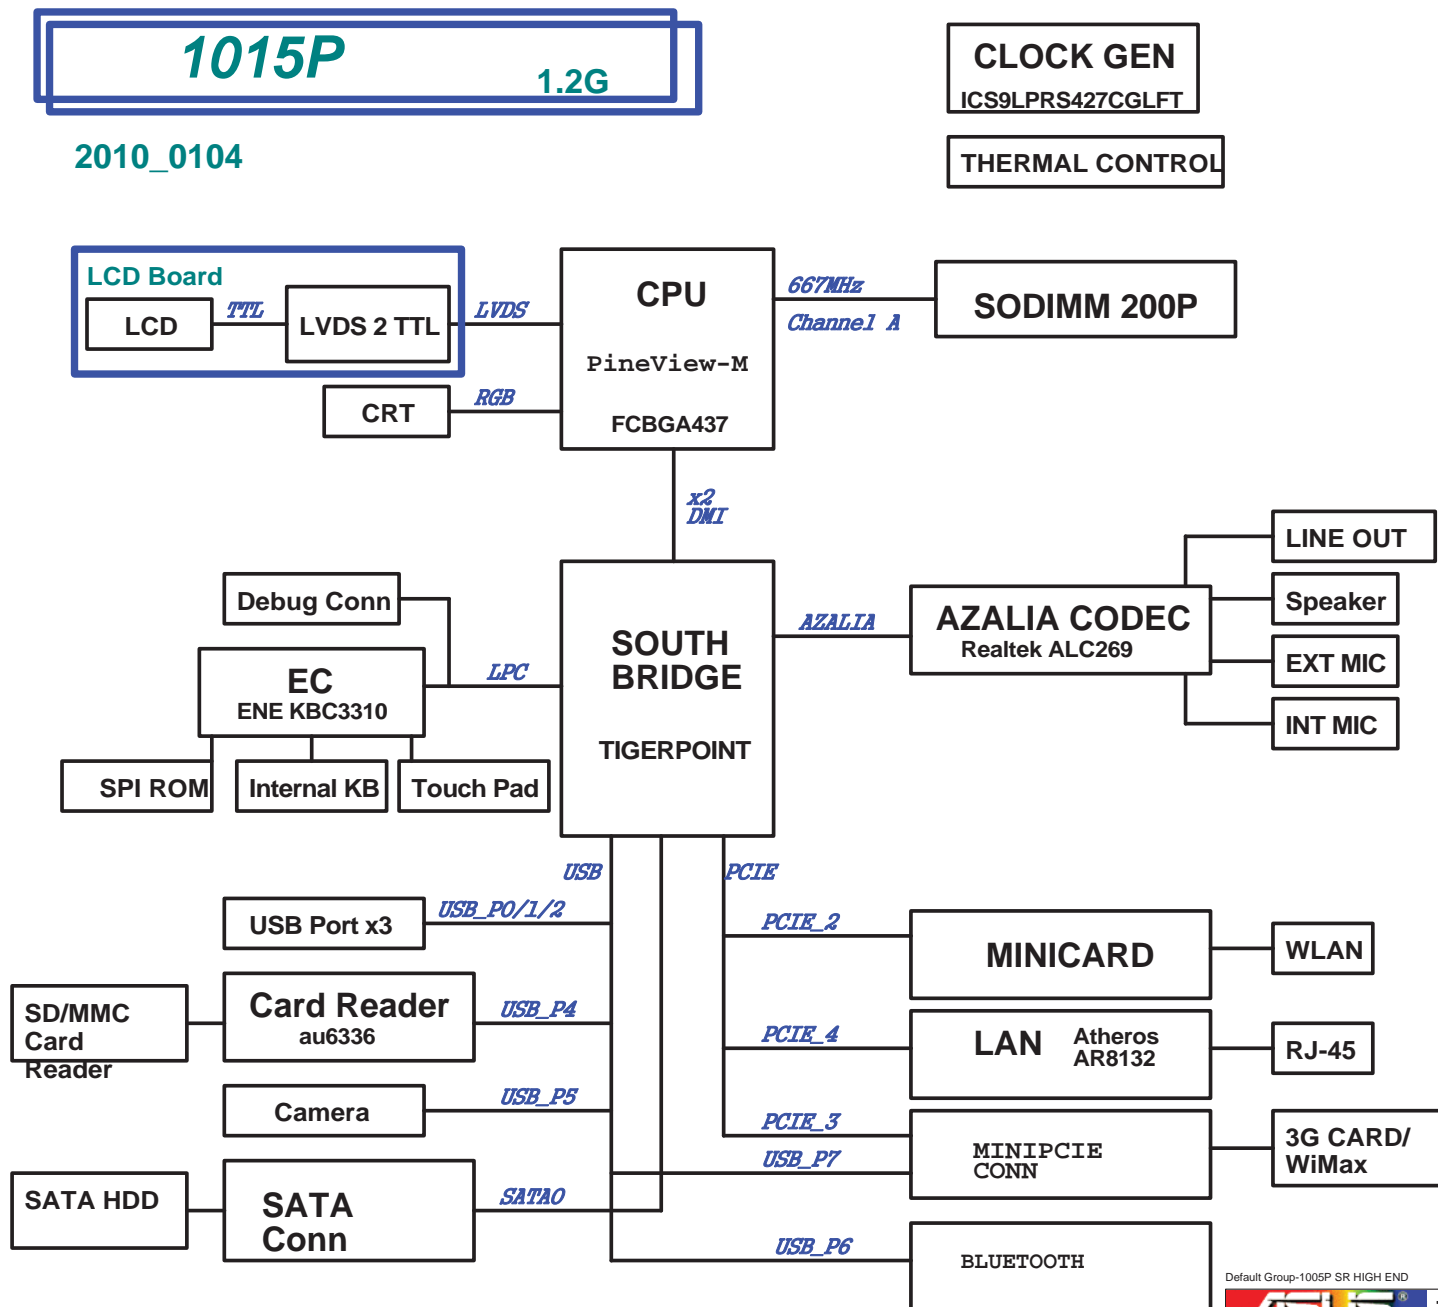 1015P
1.2G
2010_0104
CLOCK GEN
ICS9LPRS427CGLFT
THERMAL CONTROL
LCD Board
LCD
TTL
LVDS 2 TTL
LVDS
CRT
RGB
CPU
PineView-M
FCBGA437
667MHz
Channel A
SODIMM 200P
x2
DMI
Debug Conn
EC
ENE KBC3310
LPC
SPI ROM
Internal KB
Touch Pad
SOUTH
BRIDGE
TIGERPOINT
AZALIA
AZALIA CODEC
Realtek ALC269
LINE OUT
Speaker
EXT MIC
INT MIC
USB
PCIE
USB Port x3
USB_P0/1/2
SD/MMC
Card
Reader
Card Reader
au6336
USB_P4
Camera
USB_P5
SATA HDD
SATA
Conn
SATA0
PCIE_2
MINICARD
WLAN
PCIE_4
LAN
Atheros
AR8132
RJ-45
PCIE_3
USB_P7
MINIPCIE
CONN
3G CARD/
WiMax
USB_P6
BLUETOOTH
Default Group-1005P SR HIGH END